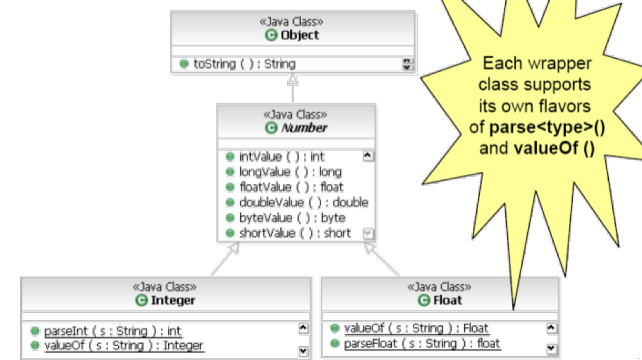 «Java Class»
G Object
toString ( ) : String
Each wrapper
class supports
its own flavors
of parse<type>()
and valueOf ()
«Java Class»
G Number
intValue ( ) : int
longValue ( ) : long
floatValue ( ) : float
doubleValue ( ) : double
byteValue ( ) : byte
shortValue ( ) : short
«Java Class»
G Integer
parseInt ( s : String ) : int
valueOf ( s : String ) : Integer
«Java Class»
G Float
valueOf ( s : String ) : Float
parseFloat ( s : String ) : float